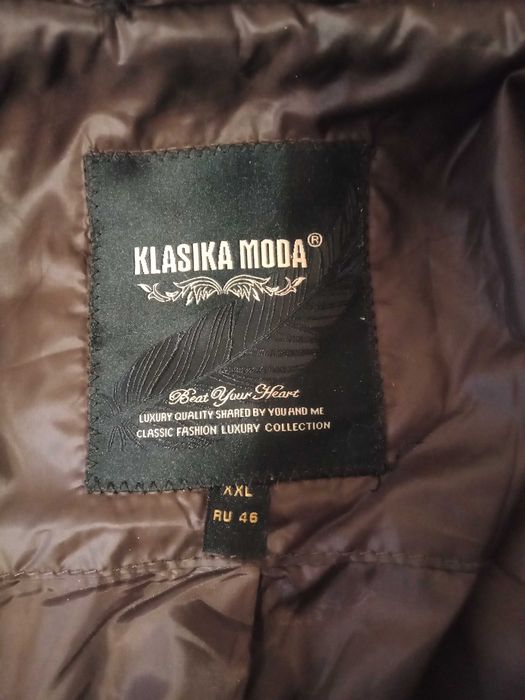 KLASIKA MODA®
Beat Your Heart
LUXURY QUALITY SHARED BY YOU AND ME
CLASSIC FASHION LUXURY COLLECTION
XXL
RU 46